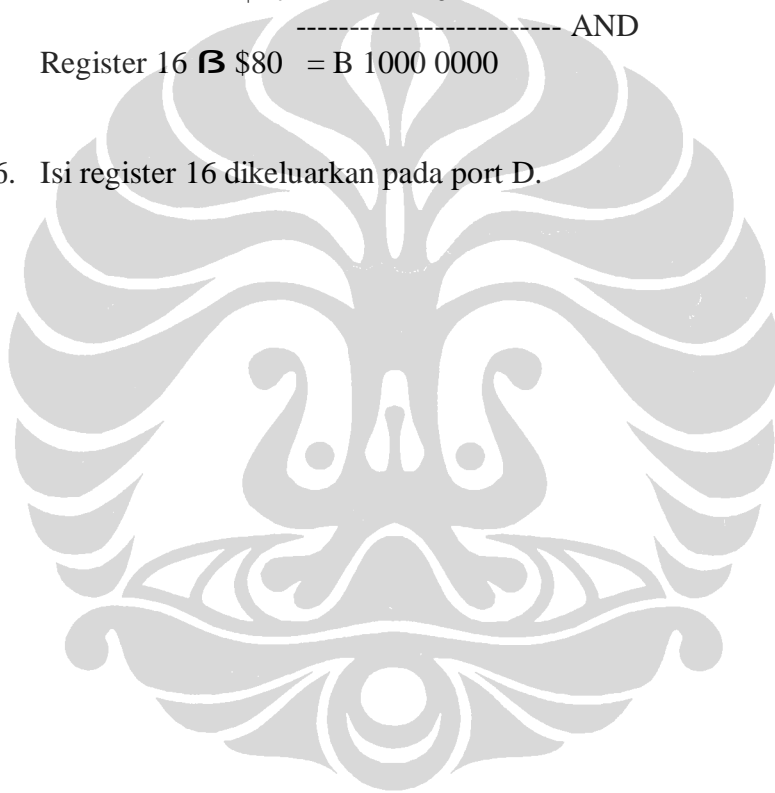 ------------------------- AND
Register 16 ß $80 = B 1000 0000
6. Isi register 16 dikeluarkan pada port D.